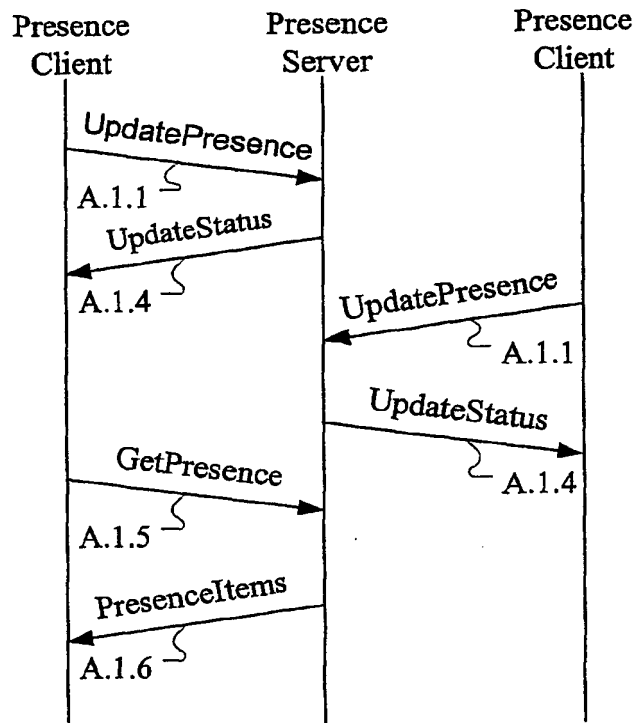 Presence
Client
Presence
Server
Presence
Client
UpdatePresence
A.1.1
UpdateStatus
A.1.4
UpdatePresence
A.1.1
UpdateStatus
A.1.4
GetPresence
A.1.5
PresenceItems
A.1.6